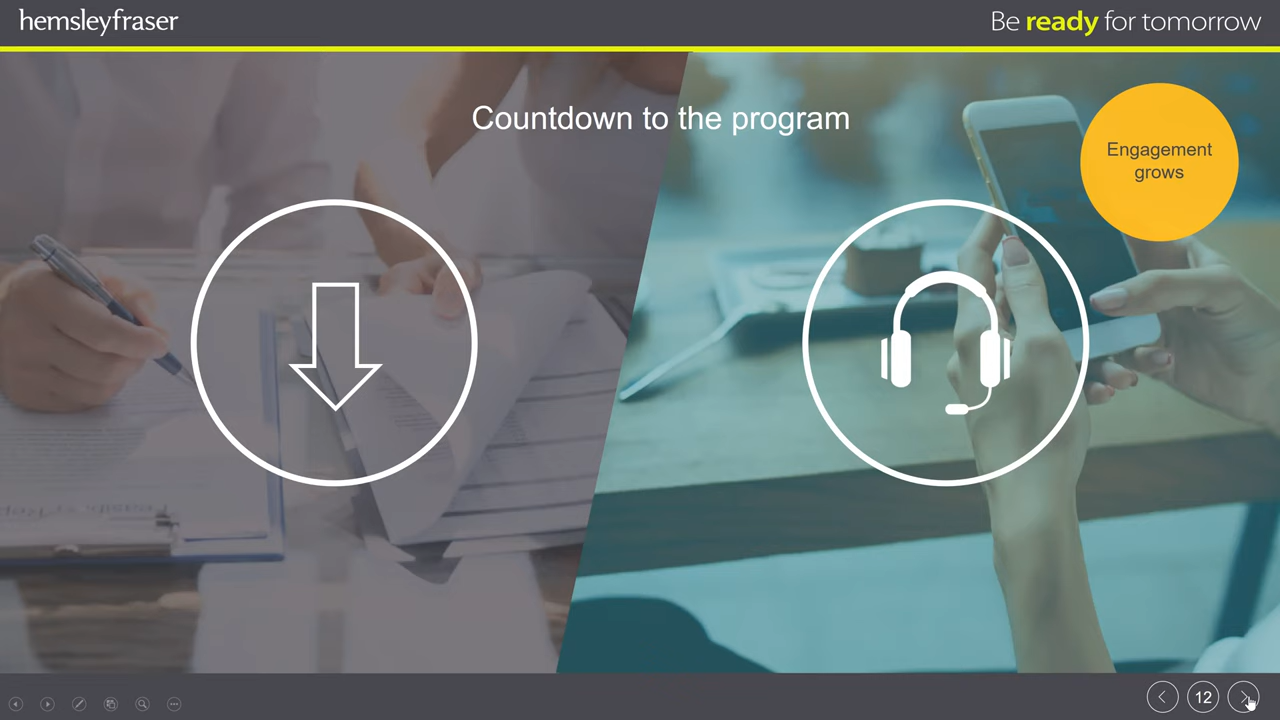 hemsleyfraser
Be ready for tomorrow
Countdown to the program
Engagement
grows
12